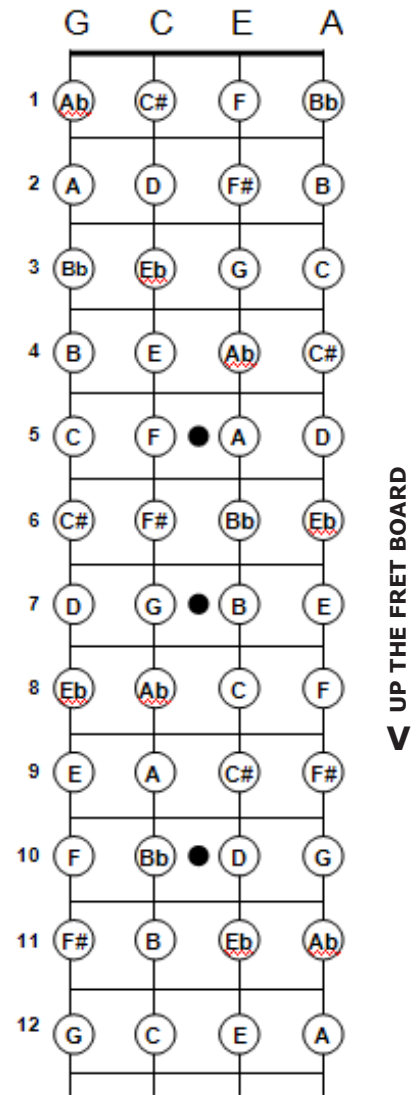 G C E A
1 Ab C# F Bb
2 A D F# B
3 Bb Eb G C
4 B E Ab C#
5 C F A D
6 C# F# Bb Eb
7 D G B E
8 Eb Ab C F
9 E A C# F#
10 F Bb D G
11 F# B Eb Ab
12 G C E A
UP THE FRET BOARD